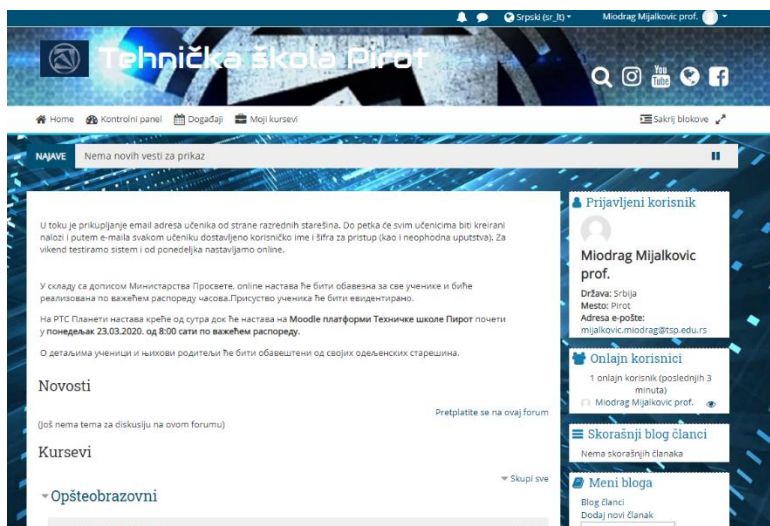 Srpski (sr_lt)
Miodrag Mijalkovic prof.
Tehnička škola Pirot
You
Tube
Home
Kontrolni panel
Događaji
Moji kursevi
Sakrij blokove
NAJAVE
Nema novih vesti za prikaz
U toku je prikupljanje email adresa učenika od strane razrednih starešina. Do petka će svim učenicima biti kreirani
nalozi i putem e-maila svakom učeniku dostavljeno korisničko ime i šifra za pristup (kao i neophodna uputstva). Za
vikend testiramo sistem i od ponedeljka nastavljamo online.
У складу са дописом Министарства Просвете, online настава ће бити обавезна за све ученике и биће
реализована по важећем распореду часова.Присуство ученика ће бити евидентирано.
На РТС Планети настава креће од сутра док ће настава на Moodle платформи Техничке школе Пирот почети
у понедељак 23.03.2020. од 8:00 сати по важећем распореду.
О детаљима ученици и њихови родитељи ће бити обавештени од својих одељенских старешина.
Novosti
Pretplatite se na ovaj forum
(Još nema tema za diskusiju na ovom forumu)
Kursevi
Skupi sve
Opšteobrazovni
Prijavljeni korisnik
Miodrag Mijalkovic
prof.
Država: Srbija
Mesto: Pirot
Adresa e-pošte:
mijalkovic.miodrag@tsp.edu.rs
Onlajn korisnici
1 onlajn korisnik (poslednjih 3
minuta)
Miodrag Mijalkovic prof.
Skorašnji blog članci
Nema skorašnjih članaka
Meni bloga
Blog članci
Dodaj novi članak